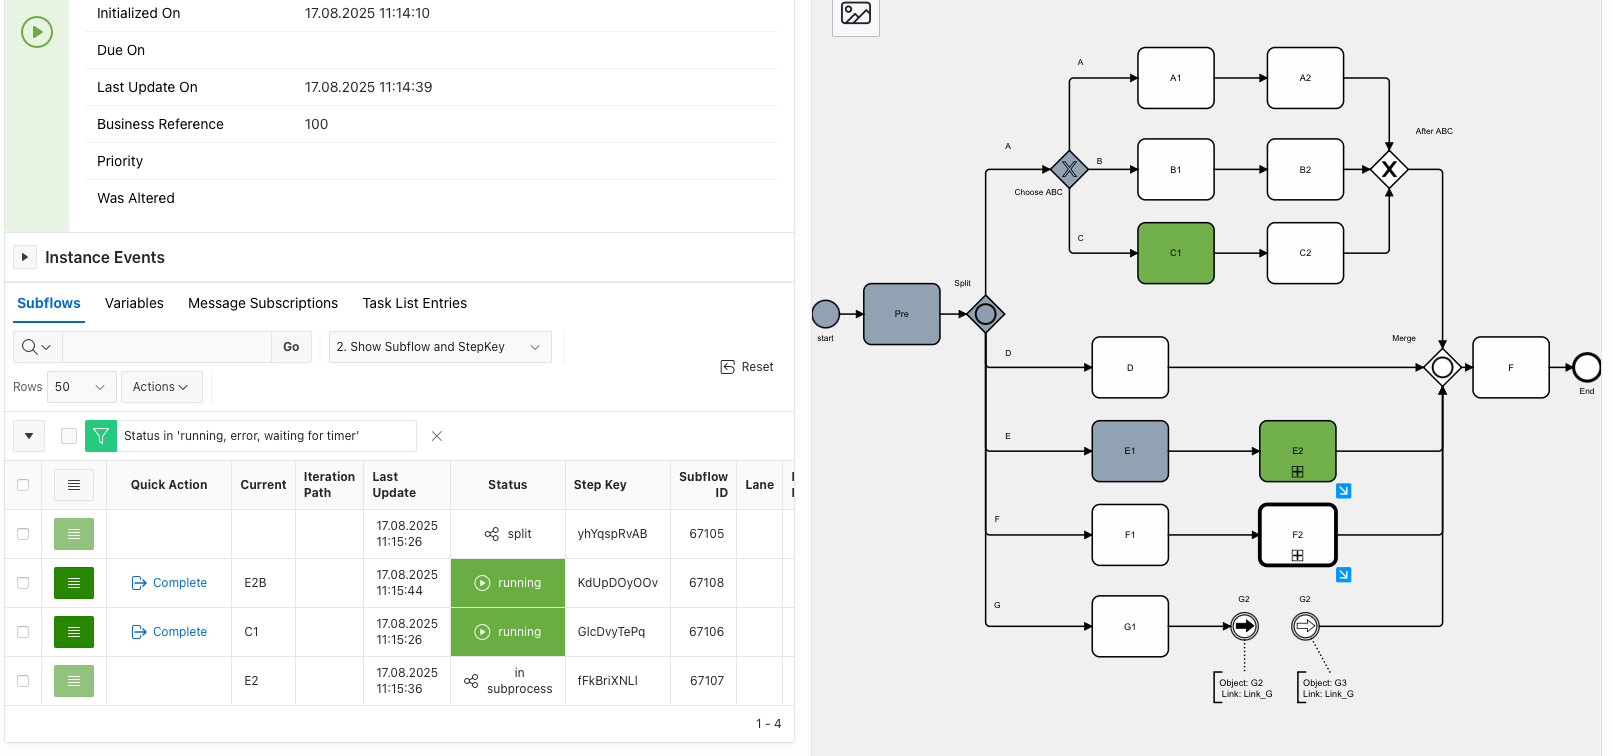 Initialized On 17.08.2025 11:14:10
Due On
Last Update On 17.08.2025 11:14:39
Business Reference 100
Priority
Was Altered
Instance Events
Subflows Variables Message Subscriptions Task List Entries
Go 2. Show Subflow and StepKey
Reset
Rows 50 Actions
Status in 'running, error, waiting for timer'
Quick Action Current Iteration Path Last Update Status Step Key Subflow ID Lane
17.08.2025 11:15:26 split yhYqspRvAB 67105
Complete E2B 17.08.2025 11:15:44 running KdUpDOyOOv 67108
Complete C1 17.08.2025 11:15:26 running GlcDvyTePq 67106
E2 17.08.2025 11:15:36 in subprocess fFkBriXNLI 67107
1 - 4
A
A1 A2
After ABC
A
B
B1 B2
X X
Choose ABC
C
C1 C2
Split
Pre
start
Merge
D
D
F
End
E
E1 E2
F
F1 F2
G2 G2
G
G1
Object: G2
Link: Link_G
Object: G3
Link: Link_G